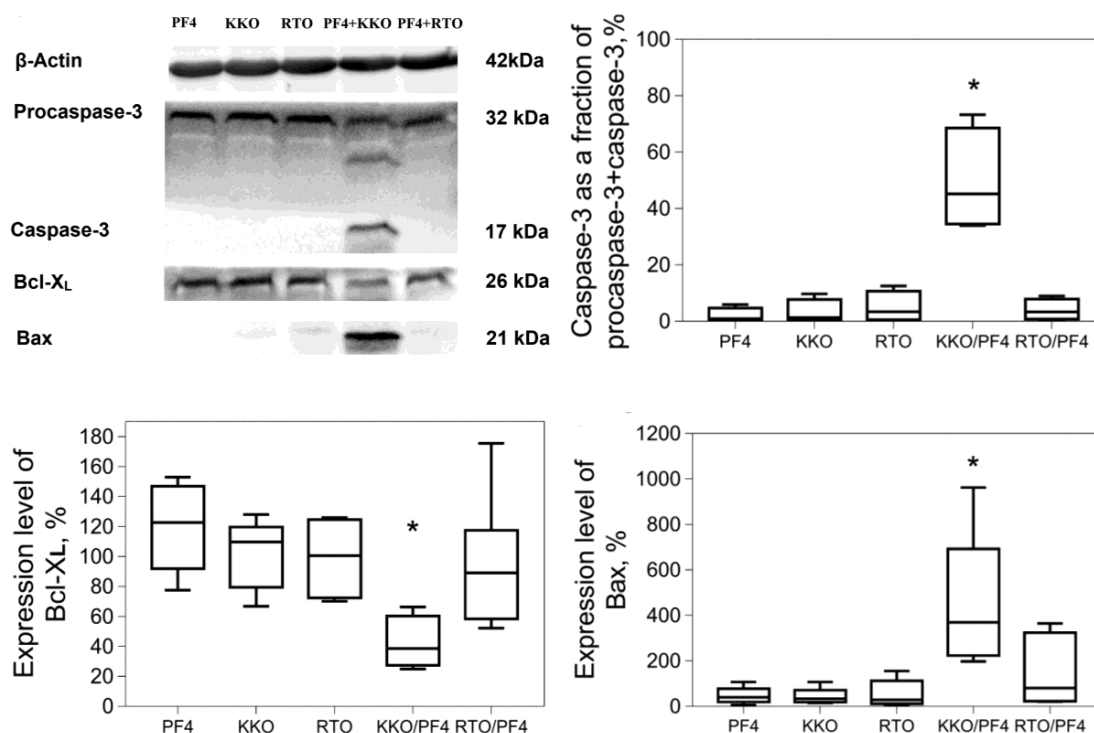 PF4 KKO RTO PF4+KKO PF4+RTO
β-Actin 42kDa
Procaspase-3 32 kDa
Caspase-3 17 kDa
Bcl-XL 26 kDa
Bax 21 kDa
Caspase-3 as a fraction of
procaspase-3+caspase-3,%
100
80
60
40
20
0
*
PF4 KKO RTO KKO/PF4 RTO/PF4
Expression level of
Bcl-XL, %
180
160
140
120
100
80
60
40
20
0
*
PF4 KKO RTO KKO/PF4 RTO/PF4
Expression level of
Bax, %
1200
1000
800
600
400
200
0
*
PF4 KKO RTO KKO/PF4 RTO/PF4